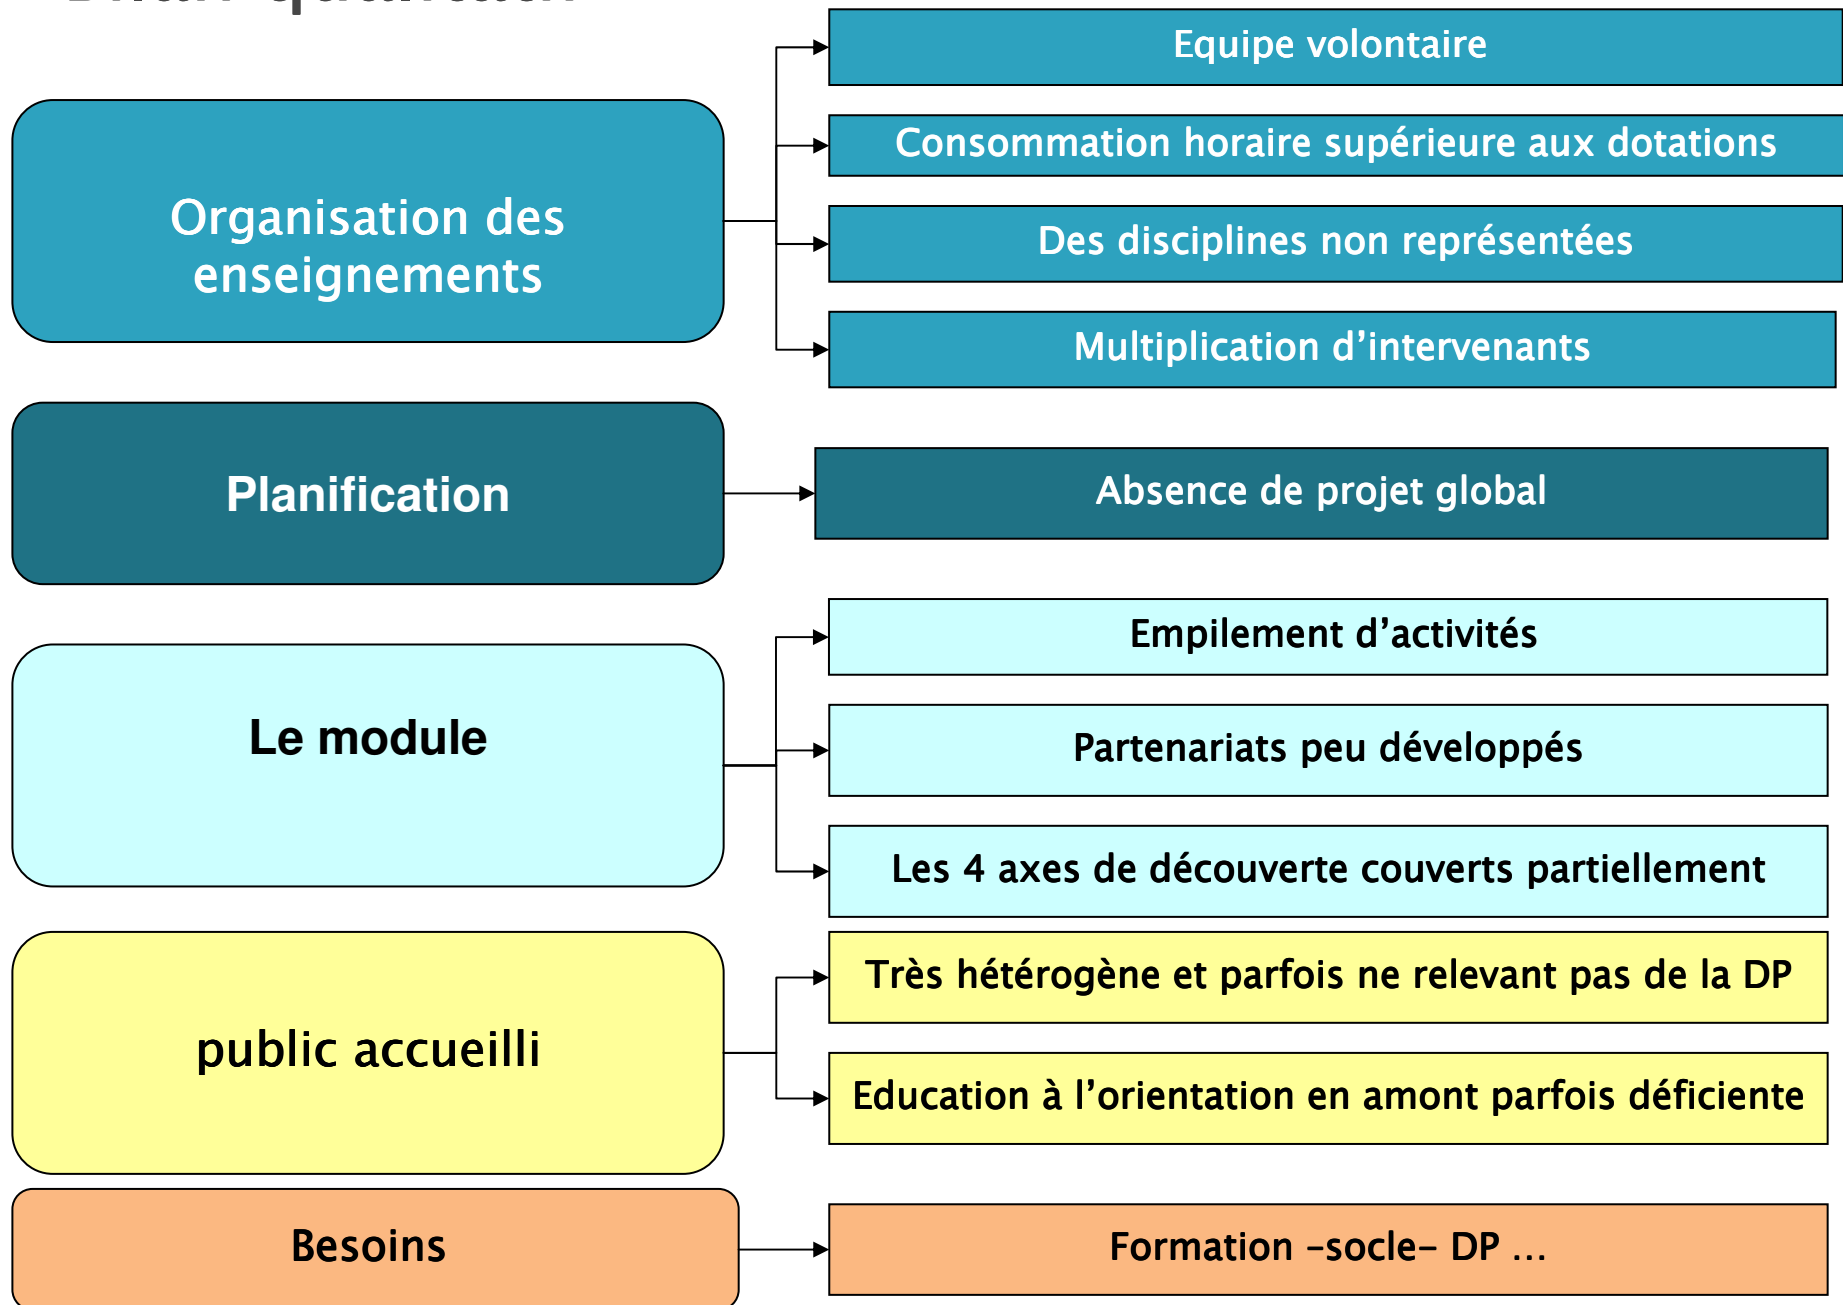 Organisation des
enseignements
Equipe volontaire
Consommation horaire supérieure aux dotations
Des disciplines non représentées
Multiplication d’intervenants
Planification
Absence de projet global
Le module
Empilement d’activités
Partenariats peu développés
Les 4 axes de découverte couverts partiellement
public accueilli
Très hétérogène et parfois ne relevant pas de la DP
Education à l’orientation en amont parfois déficiente
Besoins
Formation –socle– DP ...